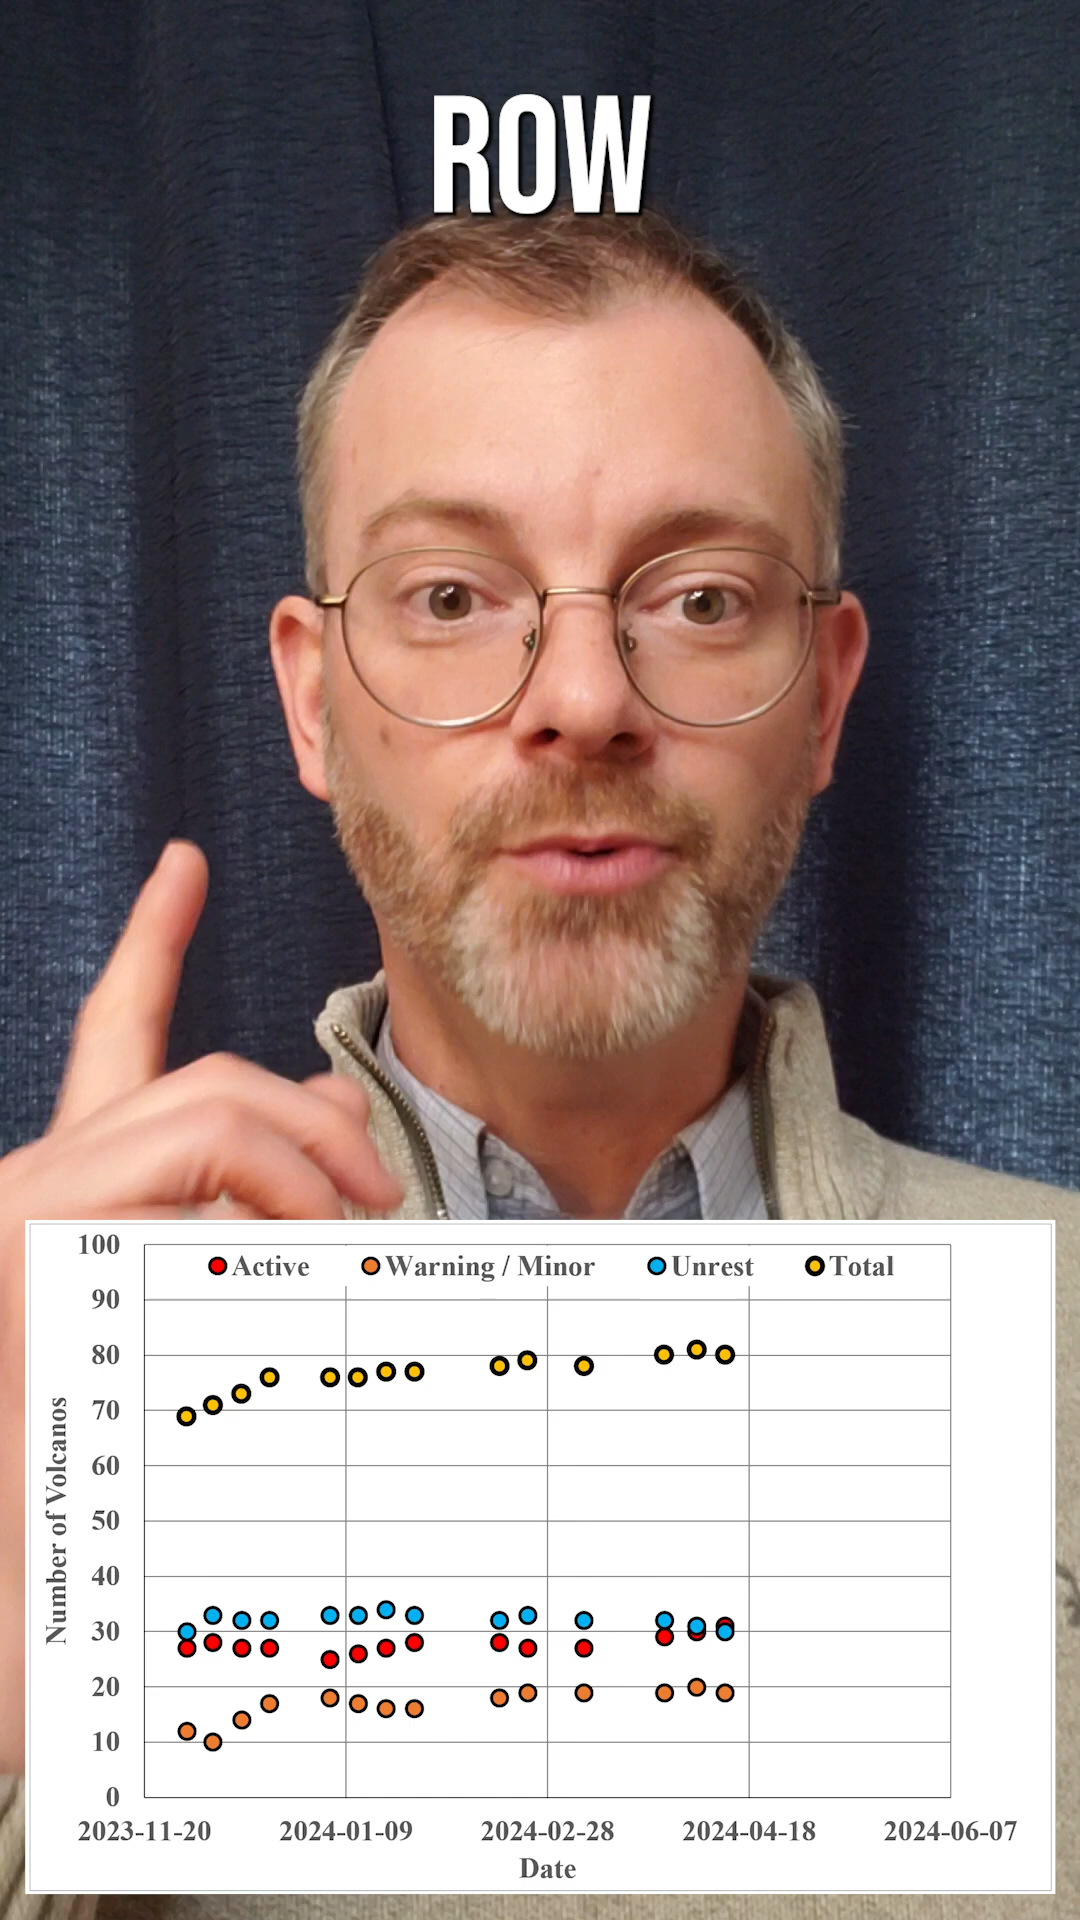 ROW
Active Warning / Minor Unrest Total
100
90
80
70
60
50
40
30
20
10
0
Number of Volcanos
2023-11-20 2024-01-09 2024-02-28 2024-04-18 2024-06-07
Date